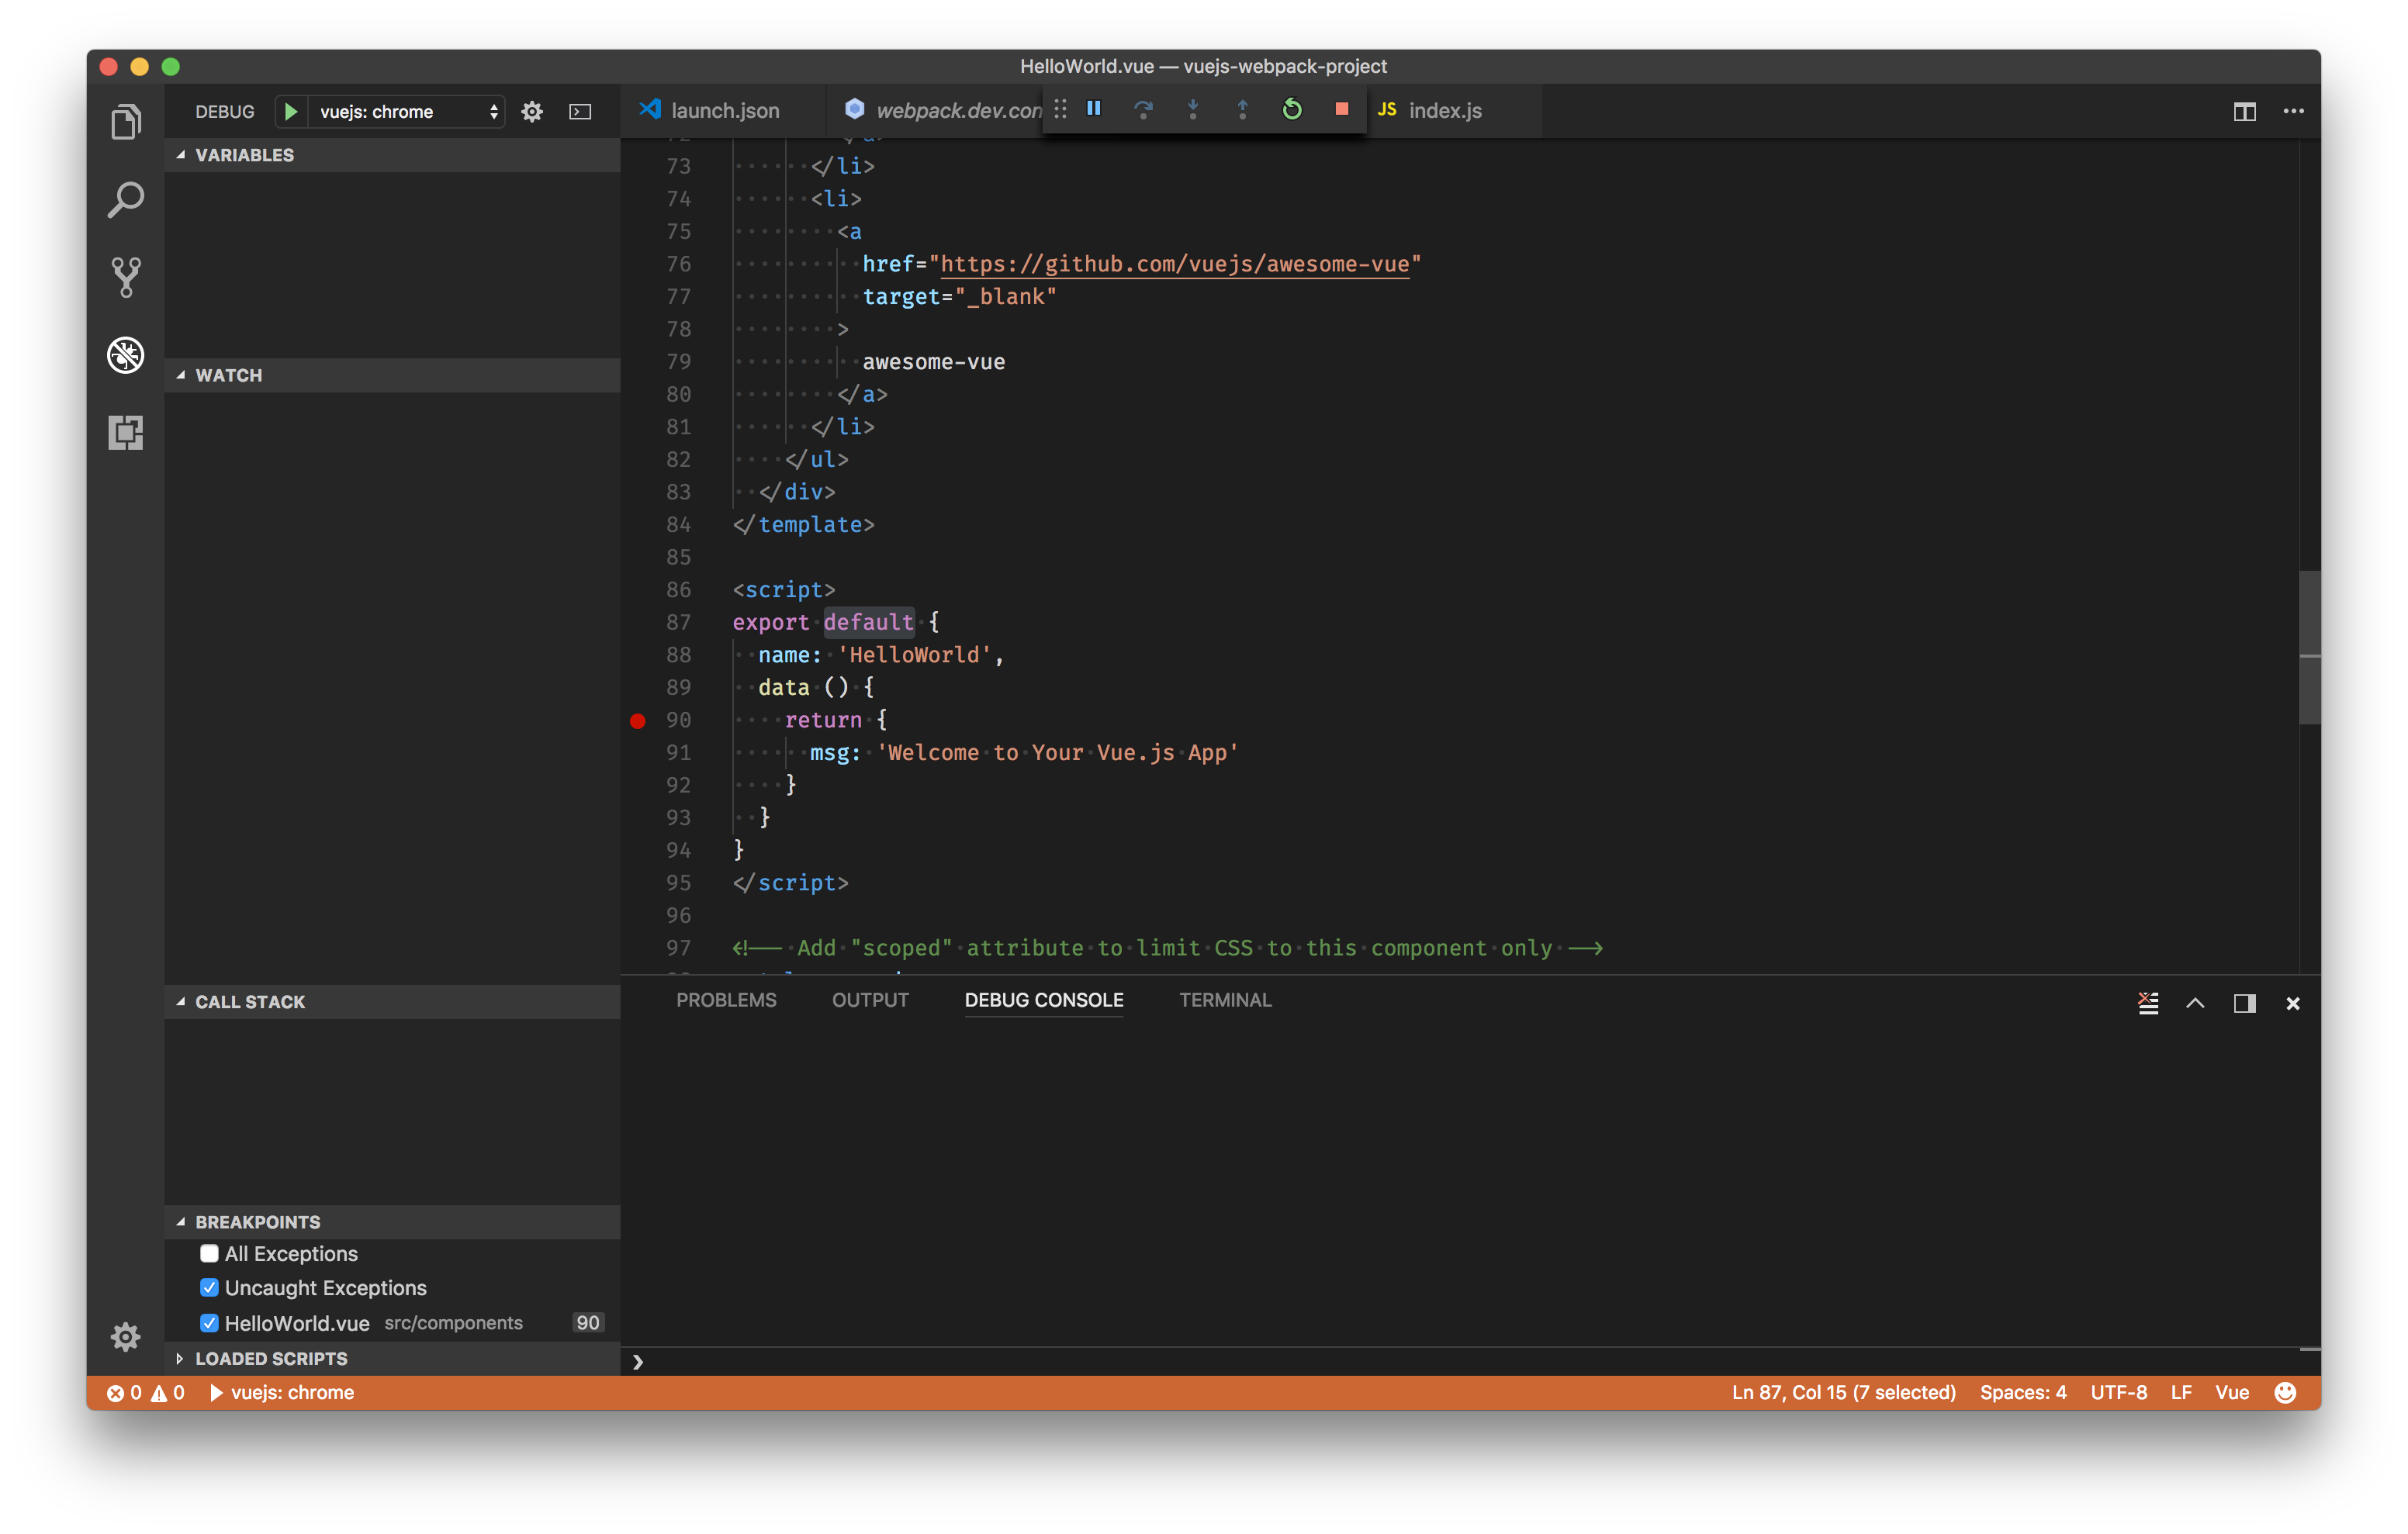 HelloWorld.vue — vuejs-webpack-project
DEBUG vuejs: chrome
launch.json
webpack.dev.con
JS index.js
VARIABLES
WATCH
CALL STACK
BREAKPOINTS
All Exceptions
Uncaught Exceptions
HelloWorld.vue src/components 90
LOADED SCRIPTS
73 </li>
74 <li>
75 <a
76 href="https://github.com/vuejs/awesome-vue"
77 target="_blank"
78 >
79 awesome-vue
80 </a>
81 </li>
82 </ul>
83 </div>
84 </template>
85
86 <script>
87 export default {
88 name: 'HelloWorld',
89 data () {
90 return {
91 msg: 'Welcome to Your Vue.js App'
92 }
93 }
94 }
95 </script>
96
97 <!-- Add "scoped" attribute to limit CSS to this component only -->
PROBLEMS OUTPUT DEBUG CONSOLE TERMINAL
0 0 vuejs: chrome
Ln 87, Col 15 (7 selected) Spaces: 4 UTF-8 LF Vue